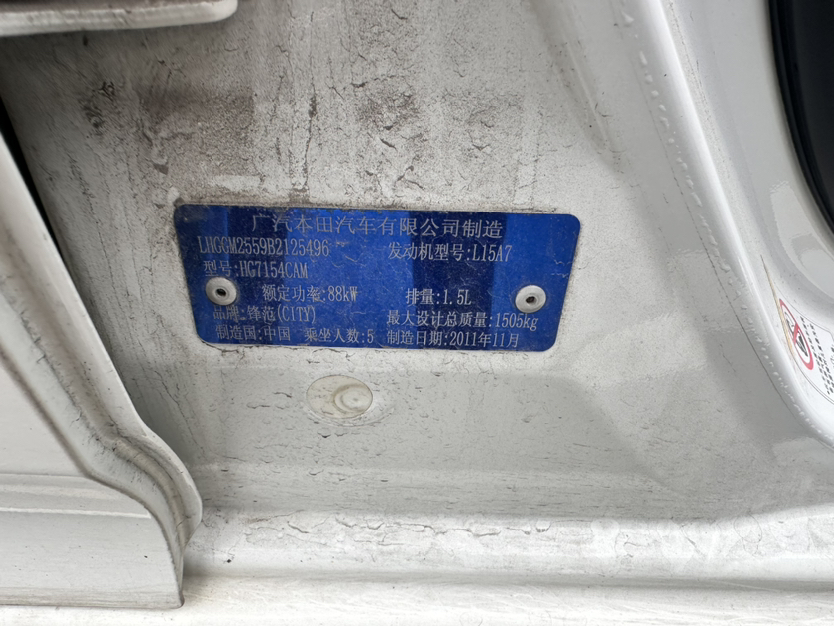 广汽本田汽车有限公司制造
LHGGM2559B2125496 发动机型号:L15A7
型号:HG7154CAM
额定功率:88kW 排量:1.5L
品牌:锋范(CITY) 最大设计总质量:1505kg
制造国:中国 乘坐人数:5 制造日期:2011年11月